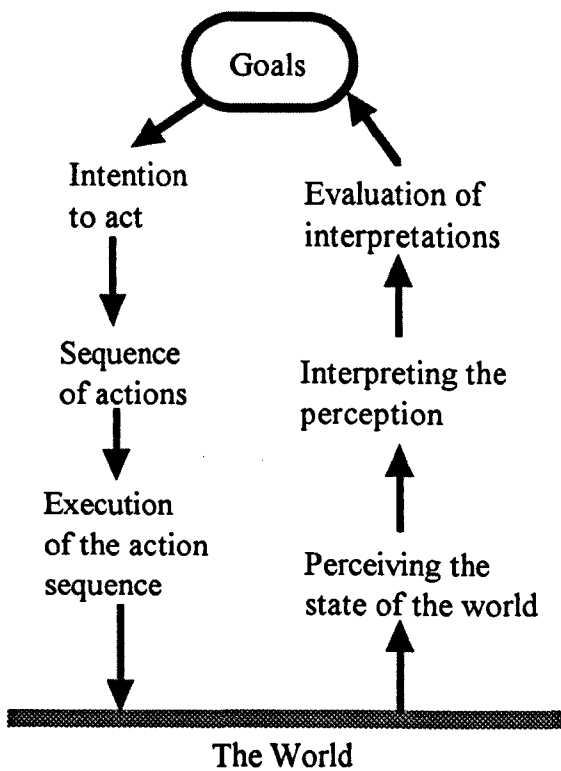 Goals
Intention
to act
Sequence
of actions
Execution
of the action
sequence
Evaluation of
interpretations
Interpreting the
perception
Perceiving the
state of the world
The World